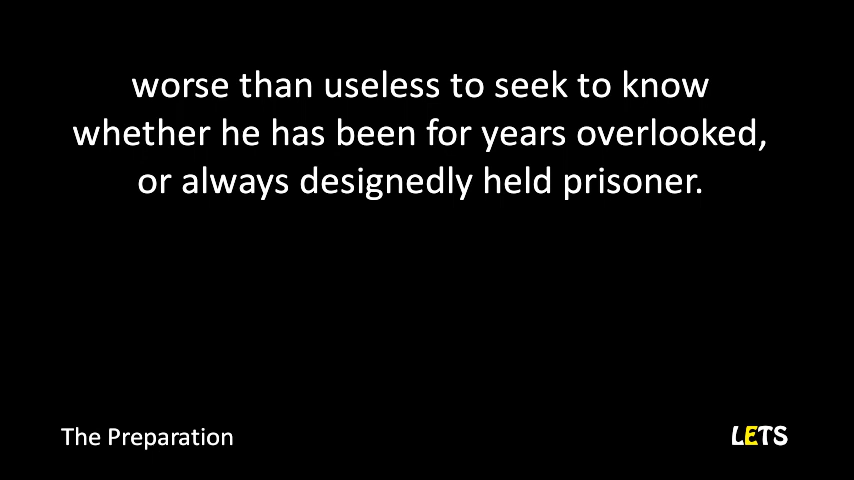 worse than useless to seek to know
whether he has been for years overlooked,
or always designedly held prisoner.
The Preparation
LETS